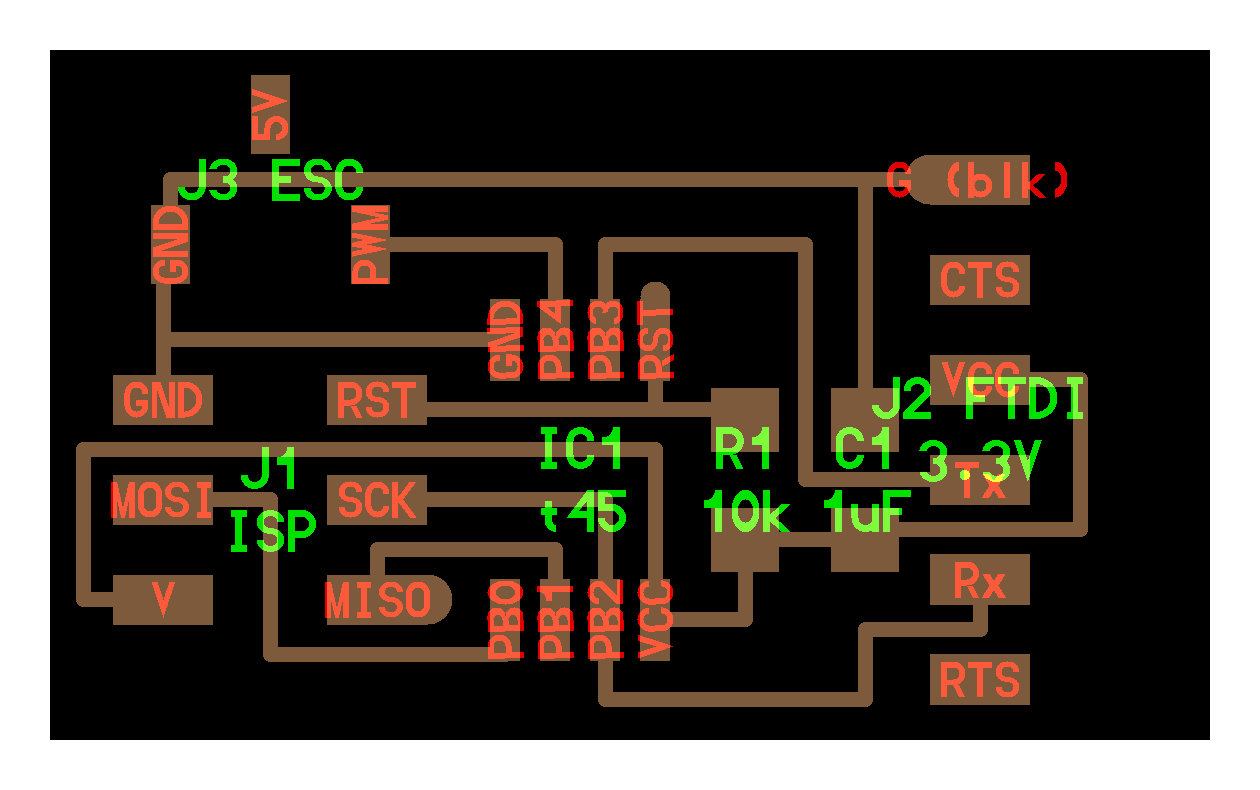 5V
J3 ESC
G (blk)
GND
PWM
CTS
GND
PB4
PB3
RST
VCC
GND
RST
J2 FTDI
IC1
R1
C1
3.3V
J1
MOSI
SCK
t45
10k
1uF
Tx
ISP
V
MISO
PB0
PB1
PB2
VCC
Rx
RTS